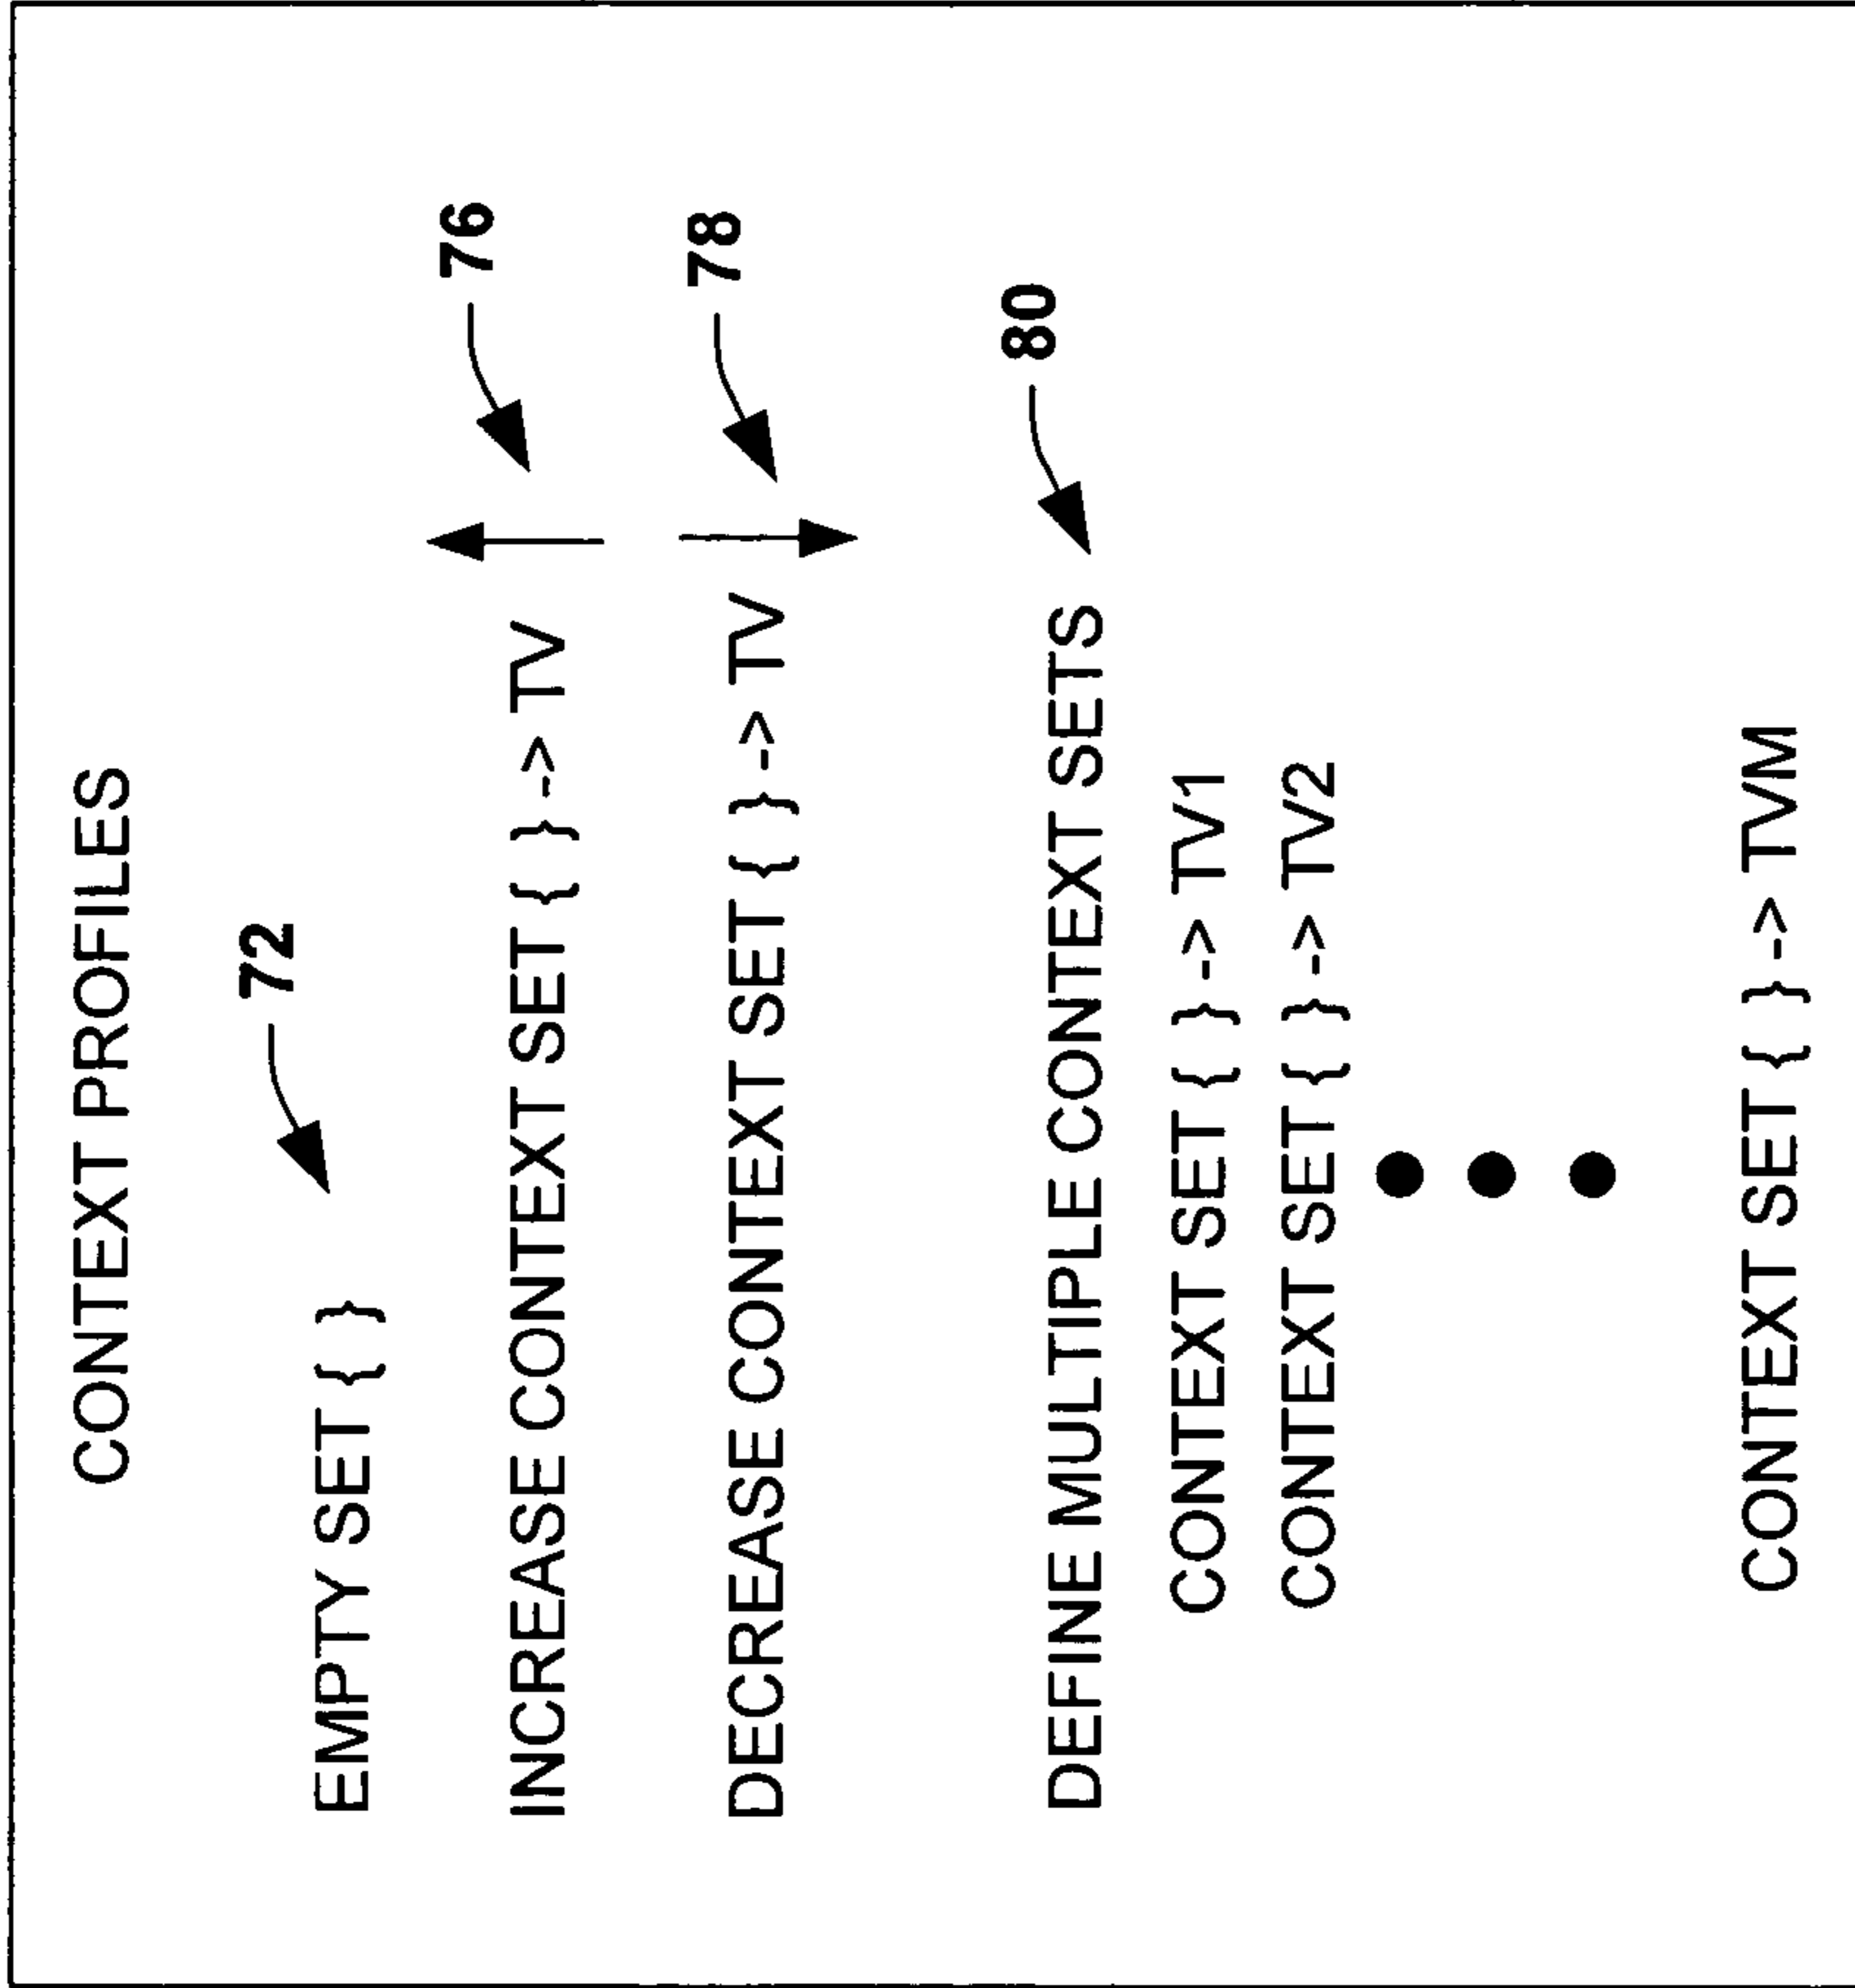 CONTEXT PROFILES
72
EMPTY SET { }
76
INCREASE CONTEXT SET { } -> TV
78
DECREASE CONTEXT SET { } -> TV
80
DEFINE MULTIPLE CONTEXT SETS
CONTEXT SET { } -> TV1
CONTEXT SET { } -> TV2
CONTEXT SET { } -> TVM